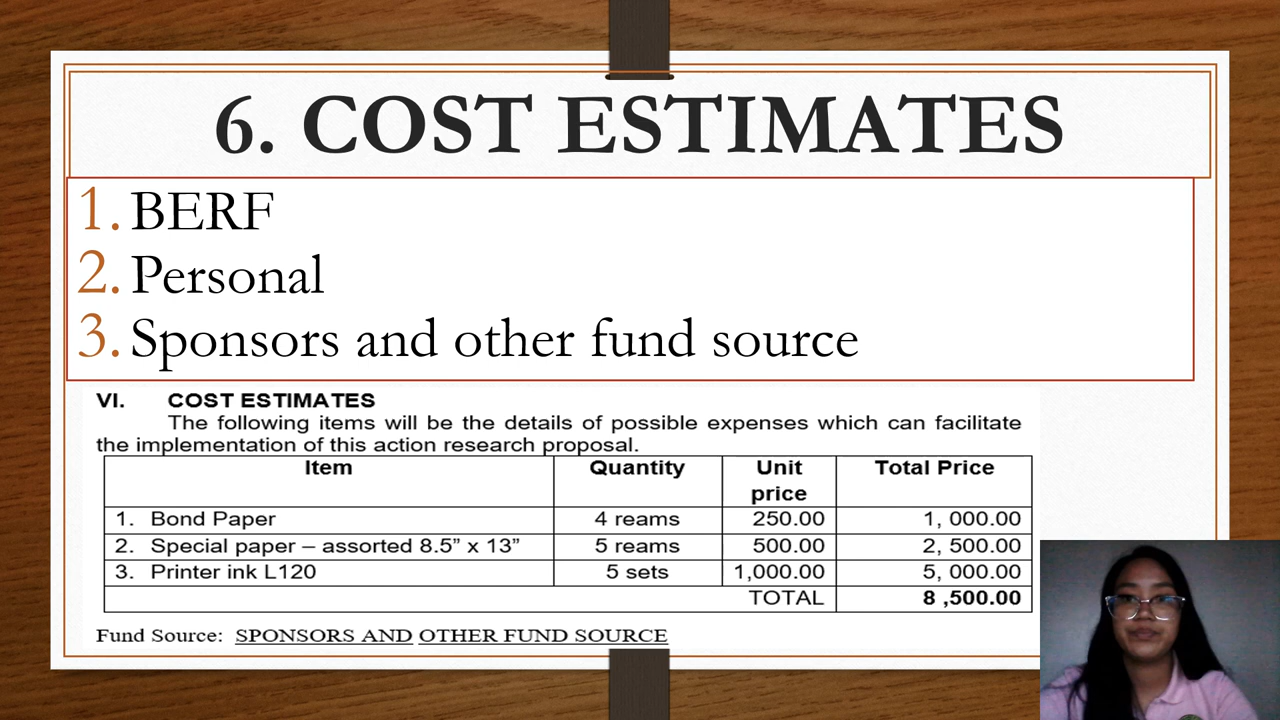 6. COST ESTIMATES
1. BERF
2. Personal
3. Sponsors and other fund source
VI. COST ESTIMATES
The following items will be the details of possible expenses which can facilitate
the implementation of this action research proposal.
Item Quantity Unit price Total Price
1. Bond Paper 4 reams 250.00 1, 000.00
2. Special paper – assorted 8.5” x 13” 5 reams 500.00 2, 500.00
3. Printer ink L120 5 sets 1,000.00 5, 000.00
TOTAL 8 ,500.00
Fund Source: SPONSORS AND OTHER FUND SOURCE